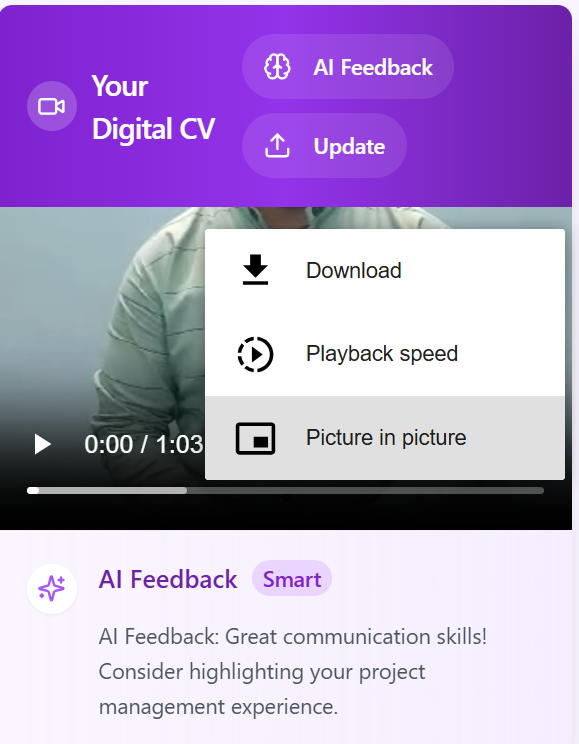 Your
Digital CV
AI Feedback
Update
Download
Playback speed
Picture in picture
0:00 / 1:03
AI Feedback Smart
AI Feedback: Great communication skills!
Consider highlighting your project
management experience.